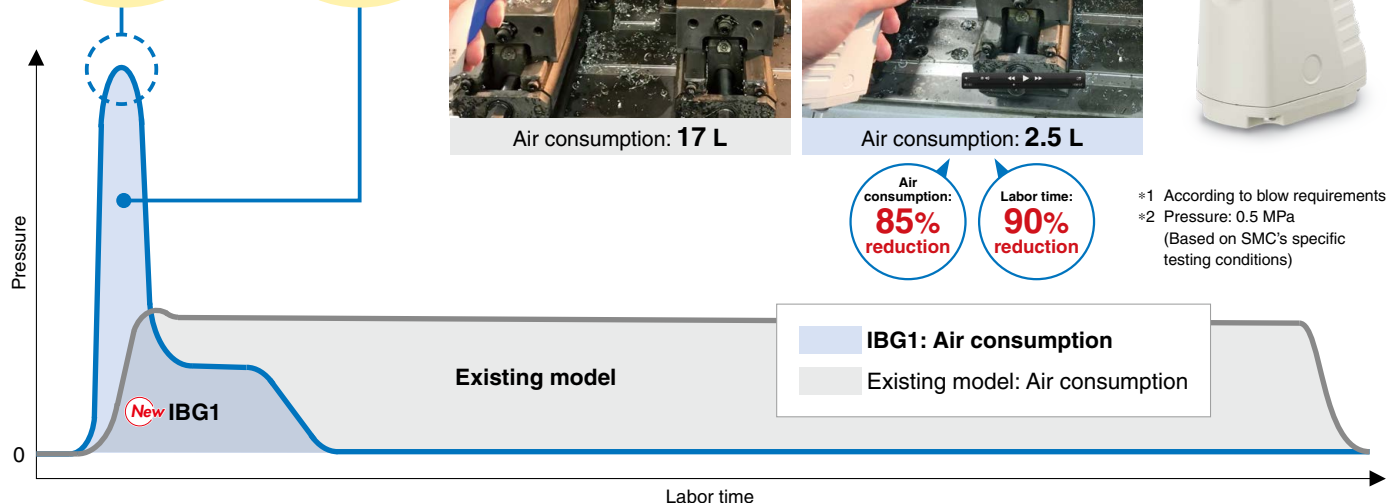 Air consumption: 17 L
Air consumption: 2.5 L
Air
consumption:
85%
reduction
Labor time:
90%
reduction
*1 According to blow requirements
*2 Pressure: 0.5 MPa
(Based on SMC's specific
testing conditions)
Pressure
IBG1: Air consumption
Existing model: Air consumption
Existing model
New IBG1
0
Labor time